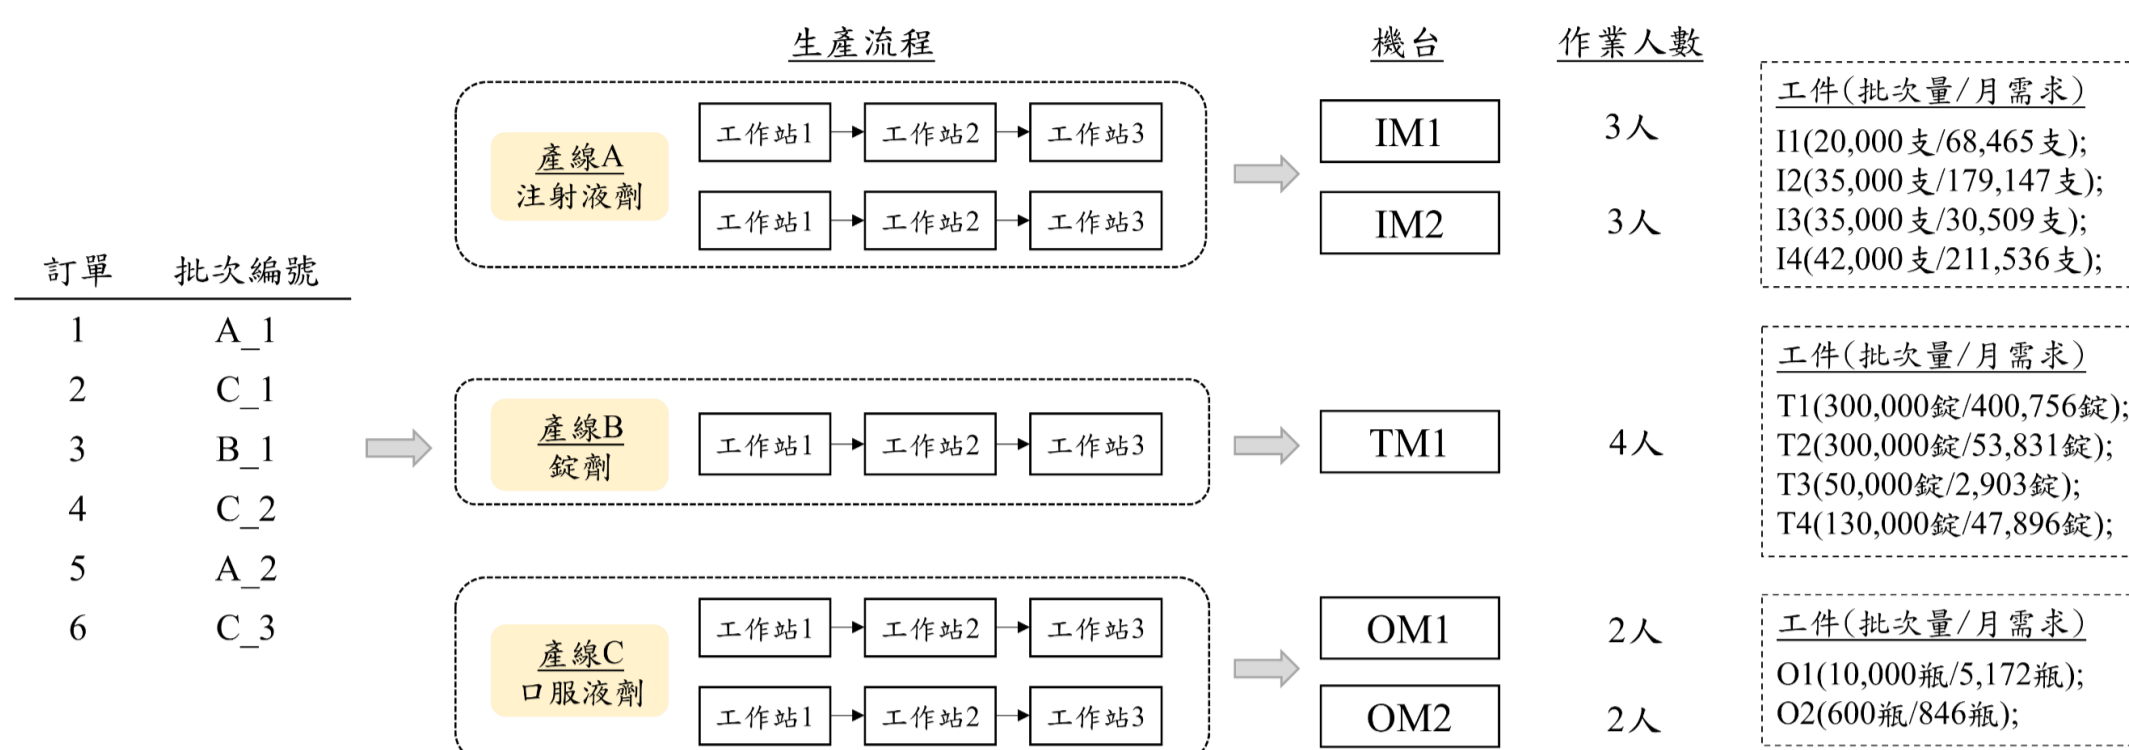 生產流程
機台
作業人數
訂單 批次編號
1 A_1
2 C_1
3 B_1
4 C_2
5 A_2
6 C_3
產線A
注射液劑
工作站1 工作站2 工作站3
工作站1 工作站2 工作站3
IM1 3人
IM2 3人
工件(批次量/月需求)
I1(20,000支/68,465支);
I2(35,000支/179,147支);
I3(35,000支/30,509支);
I4(42,000支/211,536支);
產線B
錠劑
工作站1 工作站2 工作站3
TM1 4人
工件(批次量/月需求)
T1(300,000錠/400,756錠);
T2(300,000錠/53,831錠);
T3(50,000錠/2,903錠);
T4(130,000錠/47,896錠);
產線C
口服液劑
工作站1 工作站2 工作站3
工作站1 工作站2 工作站3
OM1 2人
OM2 2人
工件(批次量/月需求)
O1(10,000瓶/5,172瓶);
O2(600瓶/846瓶);